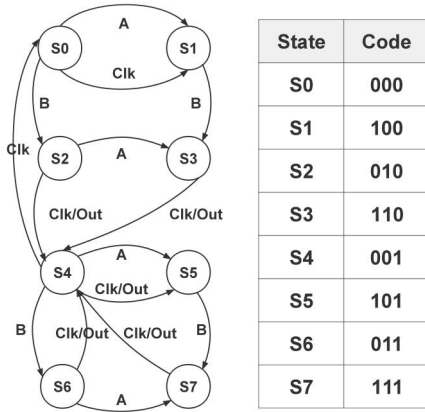 A
S0
S1
Clk
B
B
Clk
A
S2
S3
Clk/Out
Clk/Out
A
S4
S5
Clk/Out
B
Clk/Out
Clk/Out
B
S6
S7
A
State Code
S0 000
S1 100
S2 010
S3 110
S4 001
S5 101
S6 011
S7 111